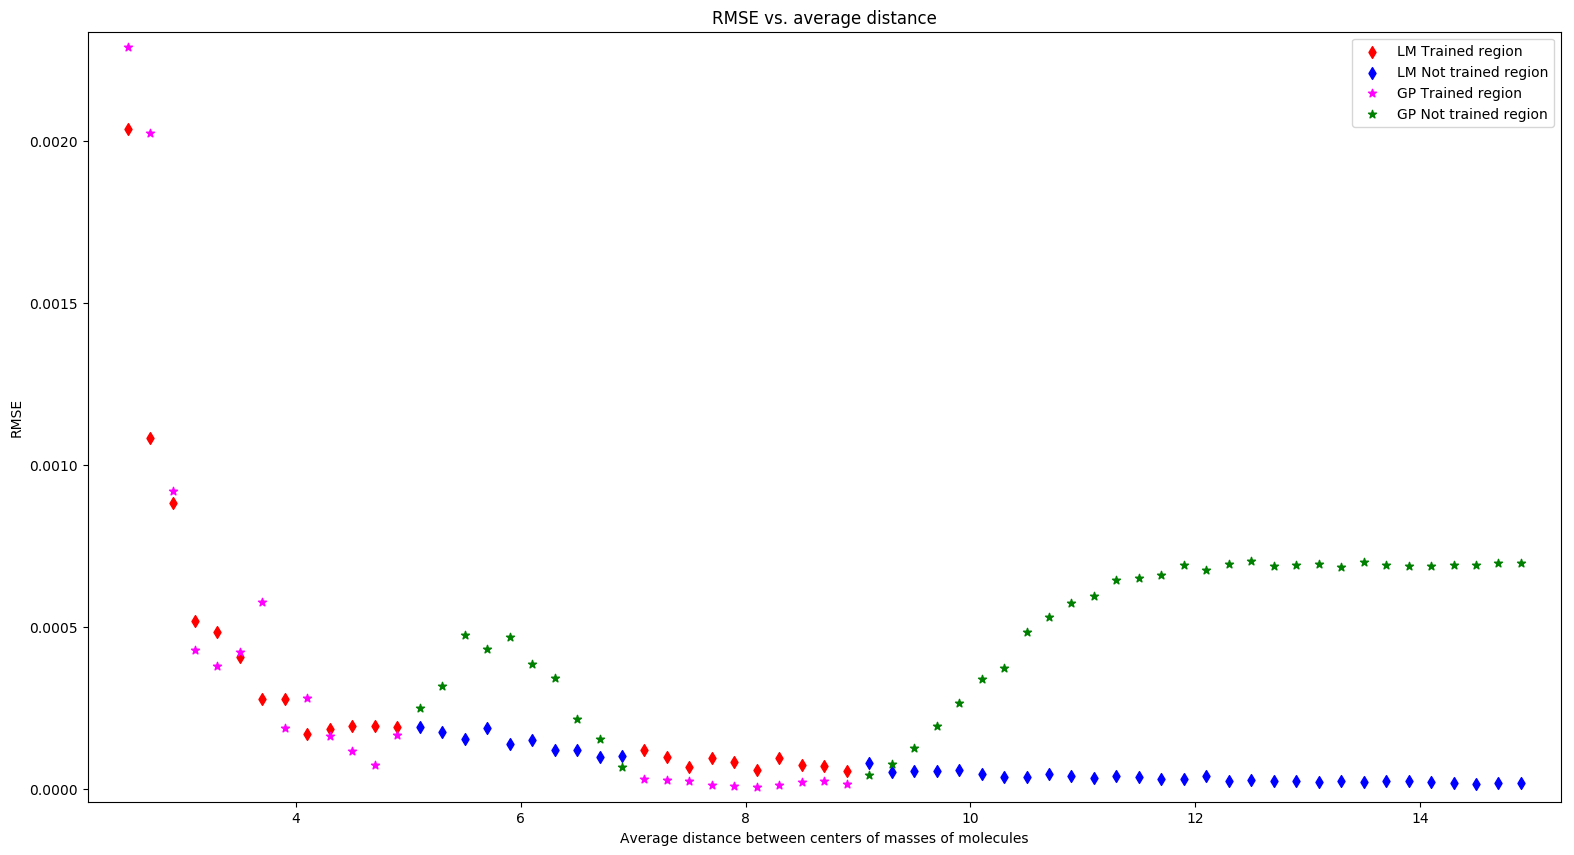 RMSE vs. average distance
LM Trained region
LM Not trained region
GP Trained region
GP Not trained region
RMSE
0.0020
0.0015
0.0010
0.0005
0.0000
4
6
8
10
12
14
Average distance between centers of masses of molecules